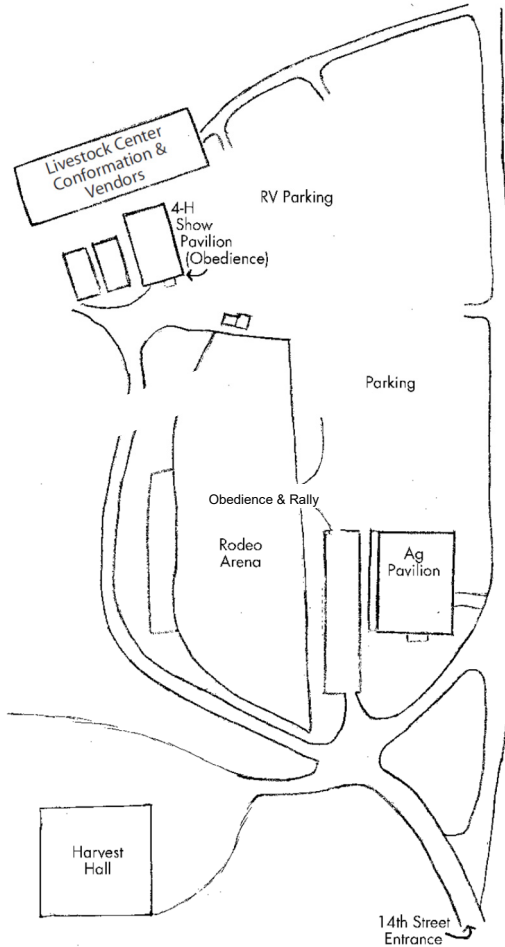 Livestock Center
Conformation &
Vendors
4-H
Show
Pavilion
(Obedience)
RV Parking
Parking
Obedience & Rally
Rodeo
Arena
Ag
Pavilion
Harvest
Hall
14th Street
Entrance